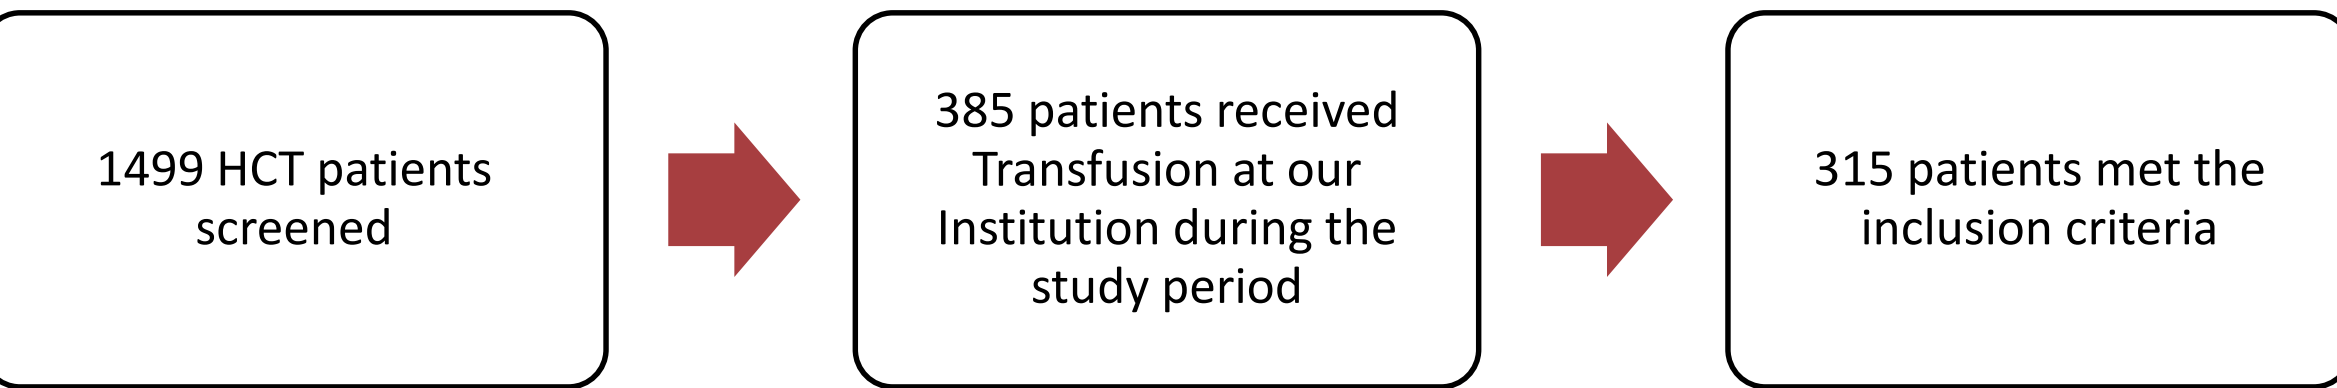 1499 HCT patients
screened
385 patients received
Transfusion at our
Institution during the
study period
315 patients met the
inclusion criteria